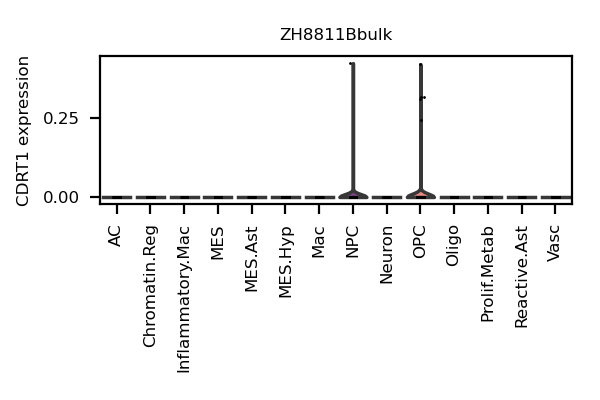 ZH8811Bbulk
CDRT1 expression
0.25
0.00
AC
Chromatin.Reg
Inflammatory.Mac
MES
MES.Ast
MES.Hyp
Mac
NPC
Neuron
OPC
Oligo
Prolif.Metab
Reactive.Ast
Vasc